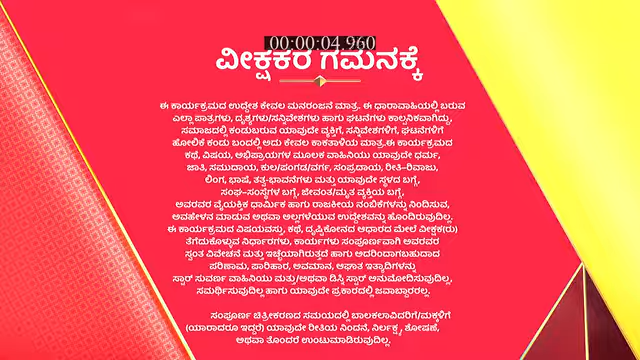 00:00:04.960
ವೀಕ್ಷಕರ ಗಮನಕ್ಕೆ
ಈ ಕಾರ್ಯಕ್ರಮದ ಉದ್ದೇಶ ಕೇವಲ ಮನರಂಜನೆ ಮಾತ್ರ. ಈ ಧಾರಾವಾಹಿಯಲ್ಲಿ ಬರುವ
ಎಲ್ಲಾ ಪಾತ್ರಗಳು, ದೃಶ್ಯಗಳು/ಸನ್ನಿವೇಶಗಳು ಹಾಗು ಘಟನೆಗಳು ಕಾಲ್ಪನಿಕವಾಗಿದ್ದು,
ಸಮಾಜದಲ್ಲಿ ಕಂಡುಬರುವ ಯಾವುದೇ ವ್ಯಕ್ತಿಗೆ, ಸನ್ನಿವೇಶಗಳಿಗೆ, ಘಟನೆಗಳಿಗೆ
ಹೋಲಿಕೆ ಕಂಡು ಬಂದಲ್ಲಿ ಅದು ಕೇವಲ ಕಾಕತಾಳಿಯ ಮಾತ್ರ.ಈ ಕಾರ್ಯಕ್ರಮದ
ಕಥೆ, ವಿಷಯ, ಅಭಿಪ್ರಾಯಗಳ ಮೂಲಕ ವಾಹಿನಿಯು ಯಾವುದೇ ಧರ್ಮ,
ಜಾತಿ, ಸಮುದಾಯ, ಕುಲ/ಪಂಗಡ/ವರ್ಗ, ಸಂಪ್ರದಾಯ, ರೀತಿ-ರಿವಾಜು,
ಲಿಂಗ, ಭಾಷೆ, ತತ್ವ-ಭಾವನೆಗಳು ಮತ್ತು ಯಾವುದೇ ಸ್ಥಳದ ಬಗ್ಗೆ,
ಸಂಘ-ಸಂಸ್ಥೆಗಳ ಬಗ್ಗೆ, ಜೀವಂತ/ಮೃತ ವ್ಯಕ್ತಿಯ ಬಗ್ಗೆ,
ಅವರವರ ವೈಯಕ್ತಿಕ ಧಾರ್ಮಿಕ ಹಾಗು ರಾಜಕೀಯ ನಂಬಿಕೆಗಳನ್ನು ನಿಂದಿಸುವ,
ಅವಹೇಳನ ಮಾಡುವ ಅಥವಾ ಅಲ್ಲಗಳೆಯುವ ಉದ್ದೇಶವನ್ನು ಹೊಂದಿರುವುದಿಲ್ಲ.
ಈ ಕಾರ್ಯಕ್ರಮದ ವಿಷಯವಸ್ತು, ಕಥೆ, ದೃಷ್ಟಿಕೋನದ ಆಧಾರದ ಮೇಲೆ ವೀಕ್ಷಕ(ರು)
ತೆಗೆದುಕೊಳ್ಳುವ ನಿರ್ಧಾರಗಳು, ಕಾರ್ಯಗಳು ಸಂಪೂರ್ಣವಾಗಿ ಅವರವರ
ಸ್ವಂತ ವಿವೇಚನೆ ಮತ್ತು ಇಚ್ಛೆಯಾಗಿರುತ್ತದೆ ಹಾಗು ಅದರಿಂದಾಗಬಹುದಾದ
ಪರಿಣಾಮ, ಪಾರಿಹಾರ, ಅವಮಾನ, ಆಘಾತ ಇತ್ಯಾದಿಗಳನ್ನು
ಸ್ಟಾರ್ ಸುವರ್ಣ ವಾಹಿನಿಯು ಮತ್ತು/ಅಥವಾ ಡಿಸ್ನಿ ಸ್ಟಾರ್ ಅನುಮೋದಿಸುವುದಿಲ್ಲ,
ಸಮರ್ಥಿಸುವುದಿಲ್ಲ ಹಾಗು ಯಾವುದೇ ಪ್ರಕಾರದಲ್ಲಿ ಜವಾಬ್ದಾರರಲ್ಲ.
ಸಂಪೂರ್ಣ ಚಿತ್ರೀಕರಣದ ಸಮಯದಲ್ಲಿ ಬಾಲಕಲಾವಿದರಿಗೆ/ಮಕ್ಕಳಿಗೆ
(ಯಾರಾದರೂ ಇದ್ದರೆ) ಯಾವುದೇ ರೀತಿಯ ನಿಂದನೆ, ನಿರ್ಲಕ್ಷ್ಯ, ಶೋಷಣೆ,
ಅಥವಾ ತೊಂದರೆ ಉಂಟುಮಾಡಿರುವುದಿಲ್ಲ.